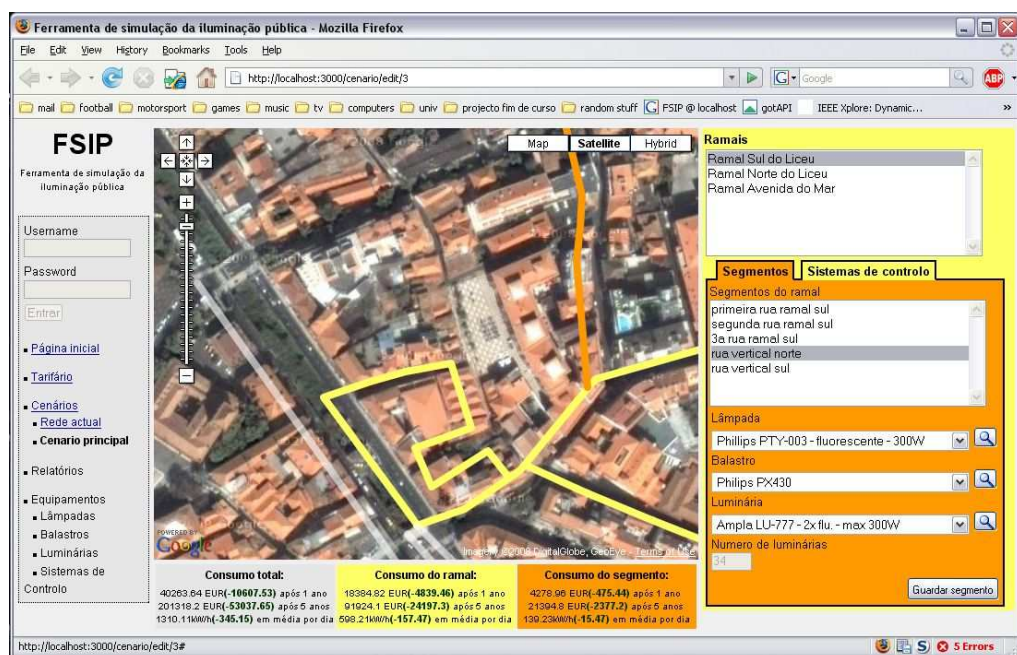 Ferramenta de simulação da iluminação pública - Mozilla Firefox
File Edit View History Bookmarks Tools Help
http://localhost:3000/cenario/edit/3
G Google
ABP
mail football motorsport games music tv computers univ projecto fim de curso random stuff FSIP @ localhost gotAPI IEEE Xplore: Dynamic... »
FSIP
Ferramenta de simulação da
iluminação pública
Username
Password
Entrar
Página inicial
Tarifário
Cenários
Rede actual
Cenario principal
Relatórios
Equipamentos
Lâmpadas
Balastros
Luminárias
Sistemas de
Controlo
Map Satellite Hybrid
POWERED BY
Google
Imagery ©2008 DigitalGlobe, GeoEye - Terms of Use
Consumo total:
40263.64 EUR(-10607.53) após 1 ano
201318.2 EUR(-53037.65) após 5 anos
1310.11kW/h(-345.15) em média por dia
Consumo do ramal:
18384.82 EUR(-4839.46) após 1 ano
91924.1 EUR(-24197.3) após 5 anos
598.21kW/h(-157.47) em média por dia
Consumo do segmento:
4278.96 EUR(-475.44) após 1 ano
21394.8 EUR(-2377.2) após 5 anos
139.23kW/h(-15.47) em média por dia
Ramais
Ramal Sul do Liceu
Ramal Norte do Liceu
Ramal Avenida do Mar
Segmentos Sistemas de controlo
Segmentos do ramal
primeira rua ramal sul
segunda rua ramal sul
3a rua ramal sul
rua vertical norte
rua vertical sul
Lâmpada
Phillips PTY-003 - fluorescente - 300W
Balastro
Philips PX430
Luminária
Ampla LU-777 - 2x flu. - max 300W
Numero de luminárias
34
Guardar segmento
http://localhost:3000/cenario/edit/3# 5 Errors